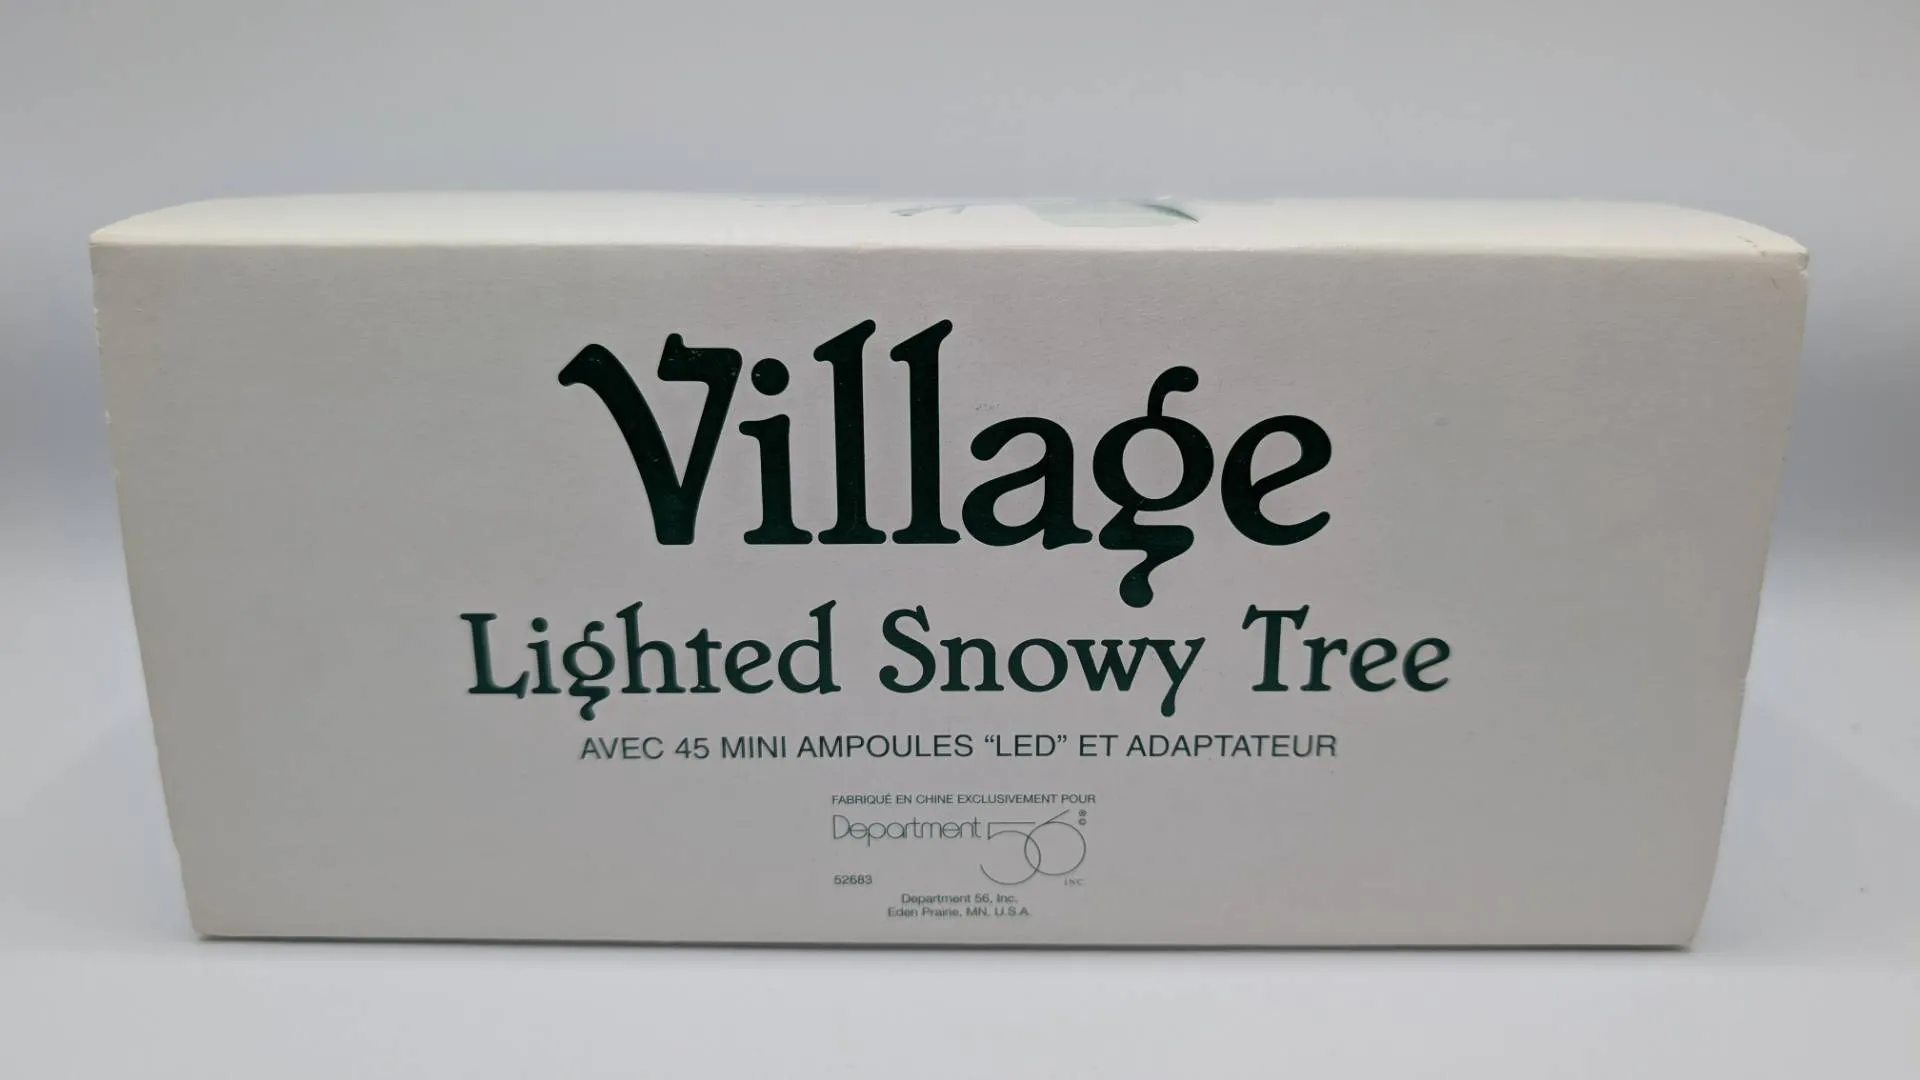 Village
Lighted Snowy Tree
AVEC 45 MINI AMPOULES “LED” ET ADAPTATEUR
FABRIQUÉ EN CHINE EXCLUSIVEMENT POUR
Department 56 ® ©
INC
52683
Department 56, Inc.
Eden Prairie, MN, U.S.A.